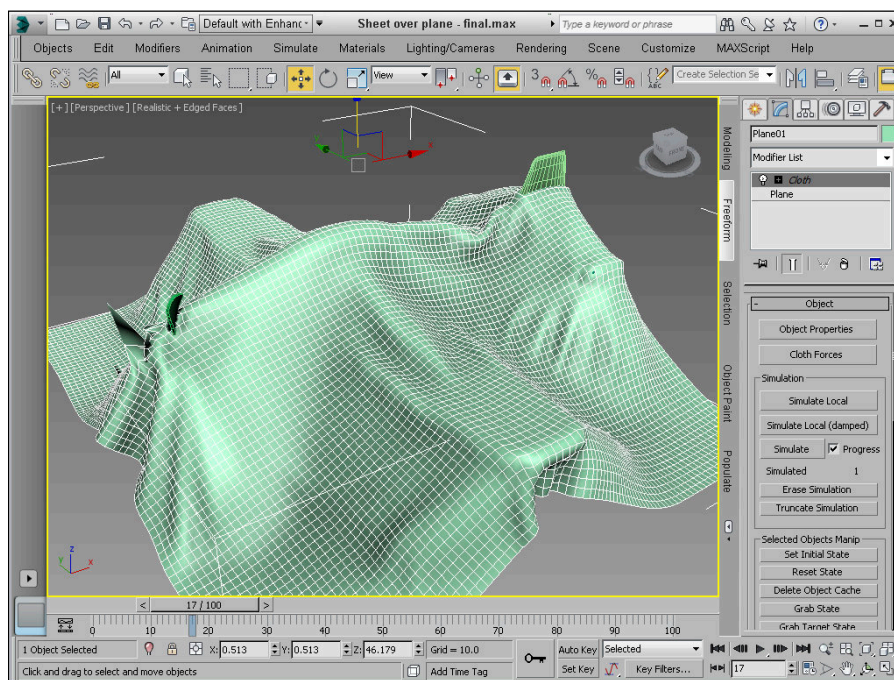 Default with Enhanc
Sheet over plane - final.max
Type a keyword or phrase
Objects Edit Modifiers Animation Simulate Materials Lighting/Cameras Rendering Scene Customize MAXScript Help
All
View
3
%
ABC
Create Selection Se
[+][Perspective][Realistic + Edged Faces]
Modeling
Freeform
Selection
Object Paint
Populate
Plane01
Modifier List
Cloth
Plane
- Object
Object Properties
Cloth Forces
Simulation
Simulate Local
Simulate Local (damped)
Simulate Progress
Simulated 1
Erase Simulation
Truncate Simulation
Selected Objects Manip
Set Initial State
Reset State
Delete Object Cache
Grab State
Grab Target State
x
z
y
x
< 17 / 100 >
0 10 20 30 40 50 60 70 80 90 100
1 Object Selected X: 0.513 Y: 0.513 Z: 46.179 Grid = 10.0 Auto Key Selected
Click and drag to select and move objects Add Time Tag Set Key Key Filters... 17